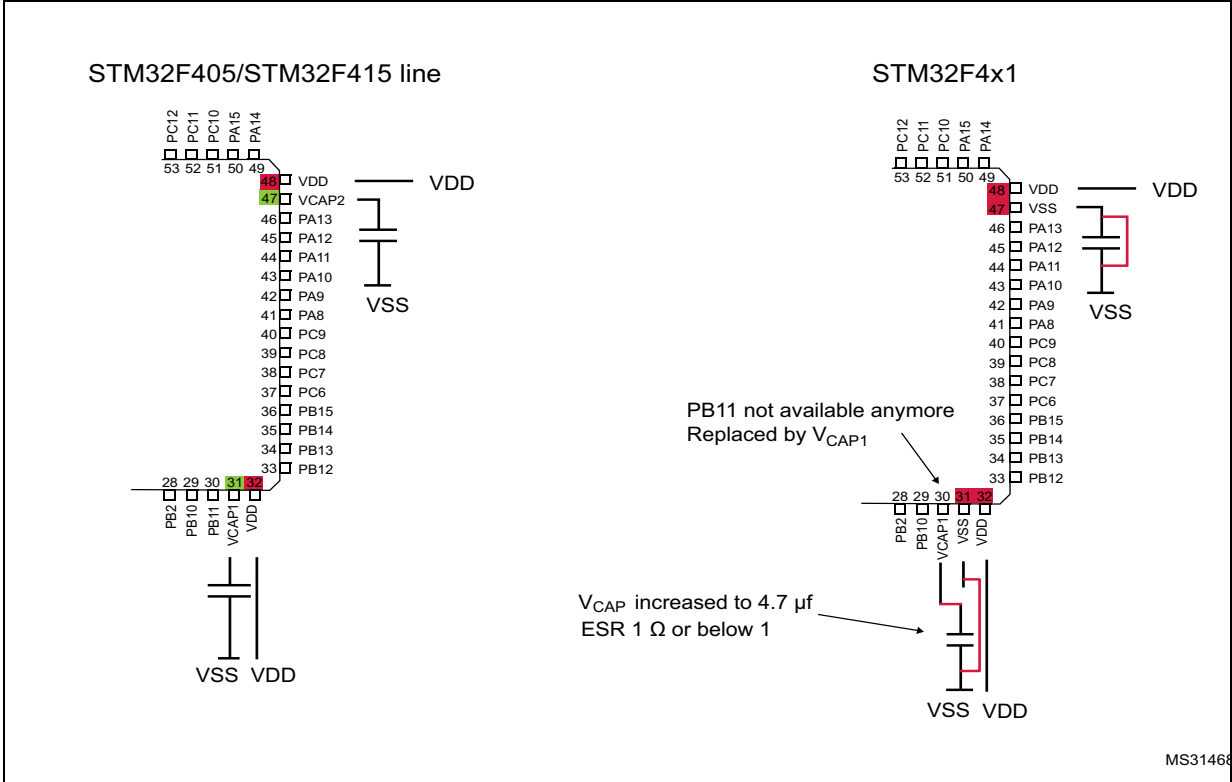 STM32F405/STM32F415 line
PC12
PC11
PC10
PA15
PA14
53 52 51 50 49
48 VDD
VDD
47 VCAP2
46 PA13
45 PA12
44 PA11
43 PA10
42 PA9
VSS
41 PA8
40 PC9
39 PC8
38 PC7
37 PC6
36 PB15
35 PB14
34 PB13
33 PB12
28 29 30 31 32
PB2
PB10
PB11
VCAP1
VDD
VSS VDD
STM32F4x1
PC12
PC11
PC10
PA15
PA14
53 52 51 50 49
48 VDD
VDD
47 VSS
46 PA13
45 PA12
44 PA11
43 PA10
42 PA9
VSS
41 PA8
40 PC9
39 PC8
38 PC7
37 PC6
36 PB15
35 PB14
34 PB13
33 PB12
PB11 not available anymore
Replaced by VCAP1
28 29 30 31 32
PB2
PB10
VCAP1
VSS
VDD
VCAP increased to 4.7 µf
ESR 1 Ω or below 1
VSS VDD